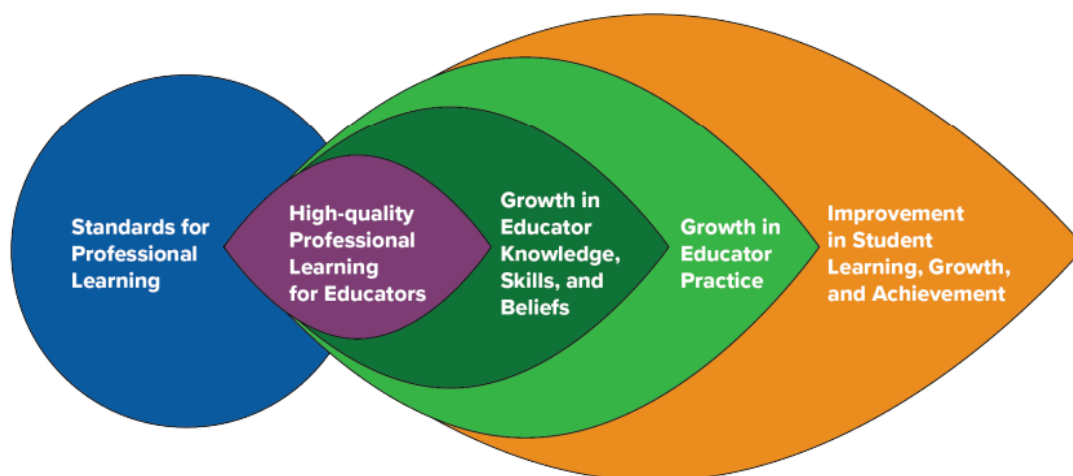 Standards for
Professional
Learning
High-quality
Professional
Learning
for Educators
Growth in
Educator
Knowledge,
Skills, and
Beliefs
Growth in
Educator
Practice
Improvement
in Student
Learning, Growth,
and Achievement